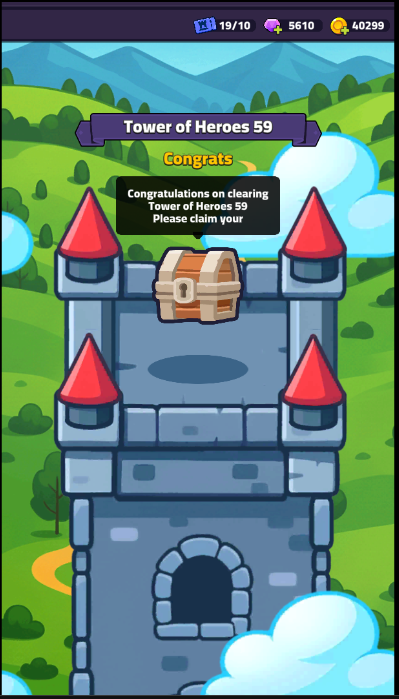 19/10 5610 40299
Tower of Heroes 59
Congrats
Congratulations on clearing
Tower of Heroes 59
Please claim your